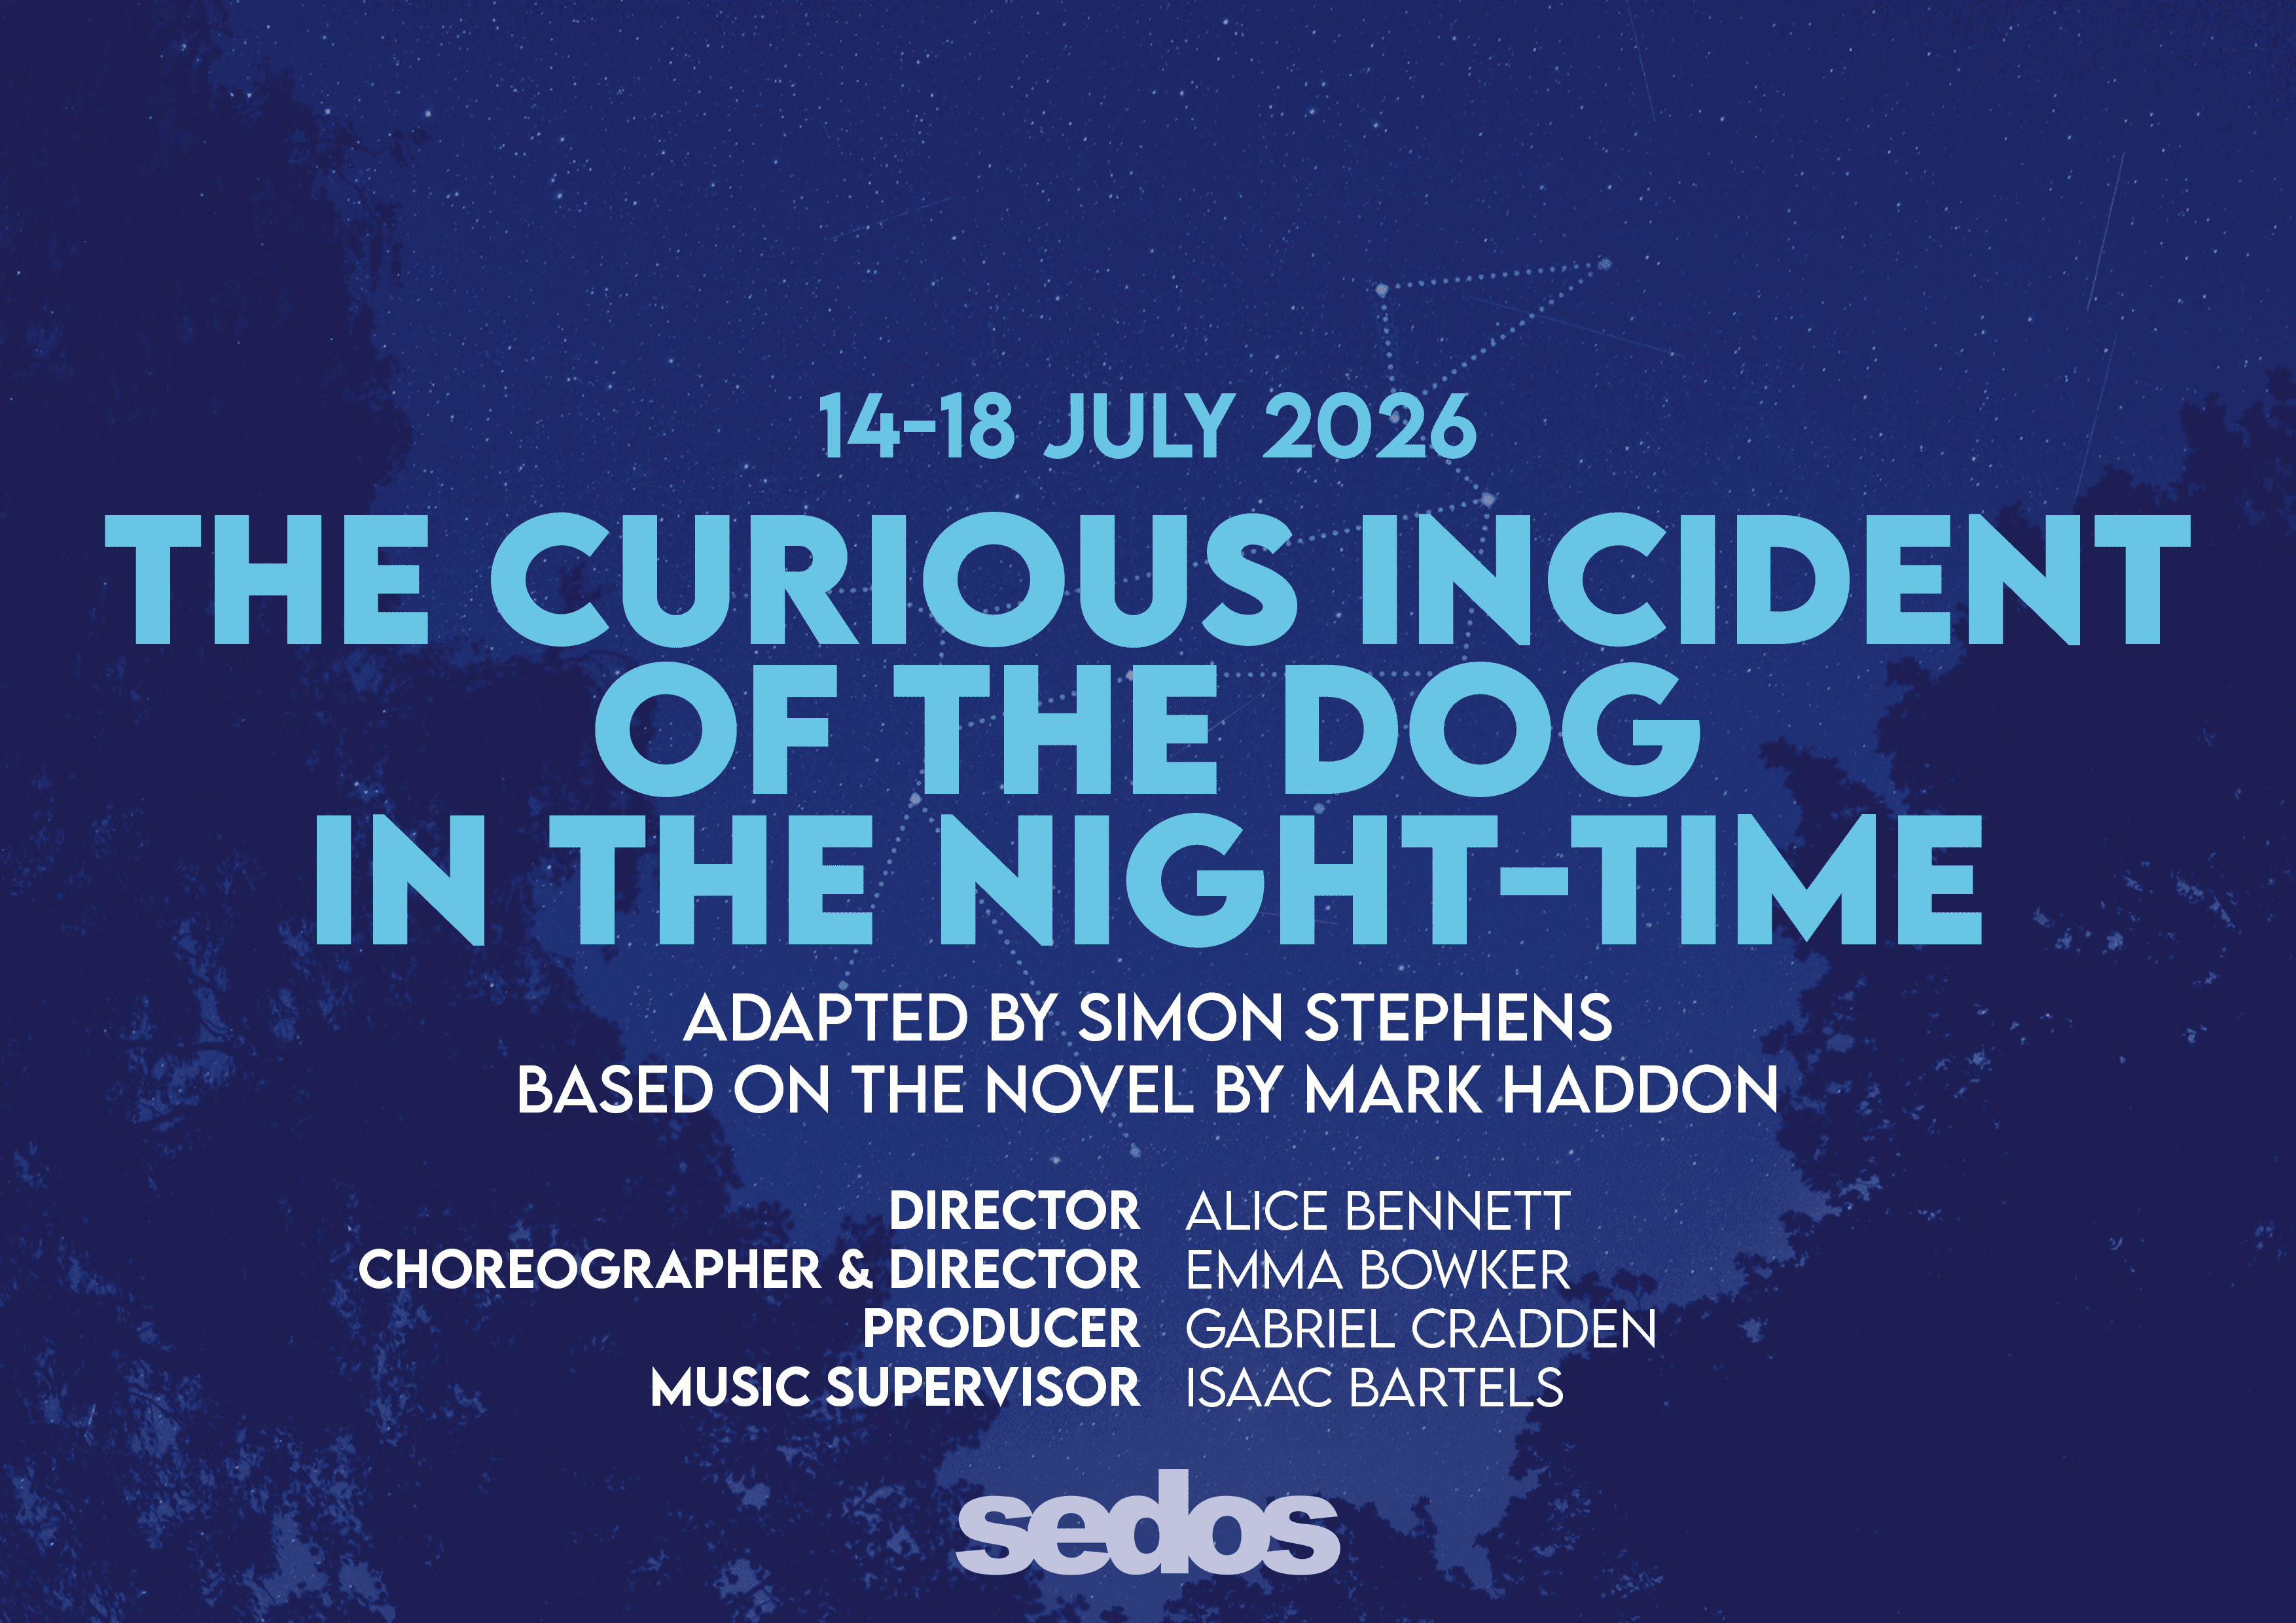 14-18 JULY 2026
THE CURIOUS INCIDENT
OF THE DOG
IN THE NIGHT-TIME
ADAPTED BY SIMON STEPHENS
BASED ON THE NOVEL BY MARK HADDON
DIRECTOR ALICE BENNETT
CHOREOGRAPHER & DIRECTOR EMMA BOWKER
PRODUCER GABRIEL CRADDEN
MUSIC SUPERVISOR ISAAC BARTELS
sedos